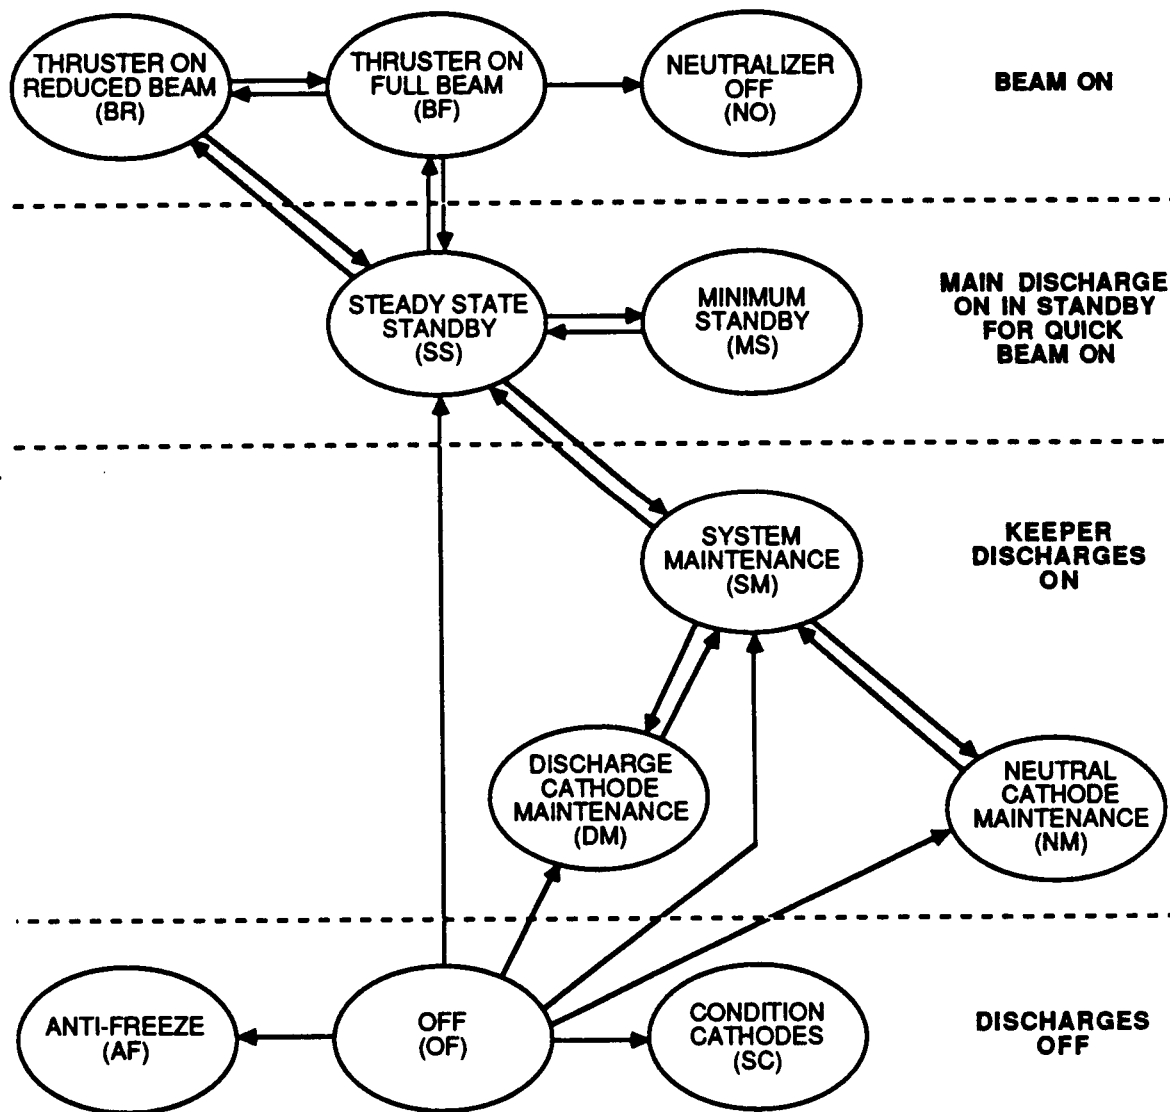 THRUSTER ON
REDUCED BEAM
(BR)
THRUSTER ON
FULL BEAM
(BF)
NEUTRALIZER
OFF
(NO)
BEAM ON
STEADY STATE
STANDBY
(SS)
MINIMUM
STANDBY
(MS)
MAIN DISCHARGE
ON IN STANDBY
FOR QUICK
BEAM ON
SYSTEM
MAINTENANCE
(SM)
KEEPER
DISCHARGES
ON
DISCHARGE
CATHODE
MAINTENANCE
(DM)
NEUTRAL
CATHODE
MAINTENANCE
(NM)
ANTI-FREEZE
(AF)
OFF
(OF)
CONDITION
CATHODES
(SC)
DISCHARGES
OFF